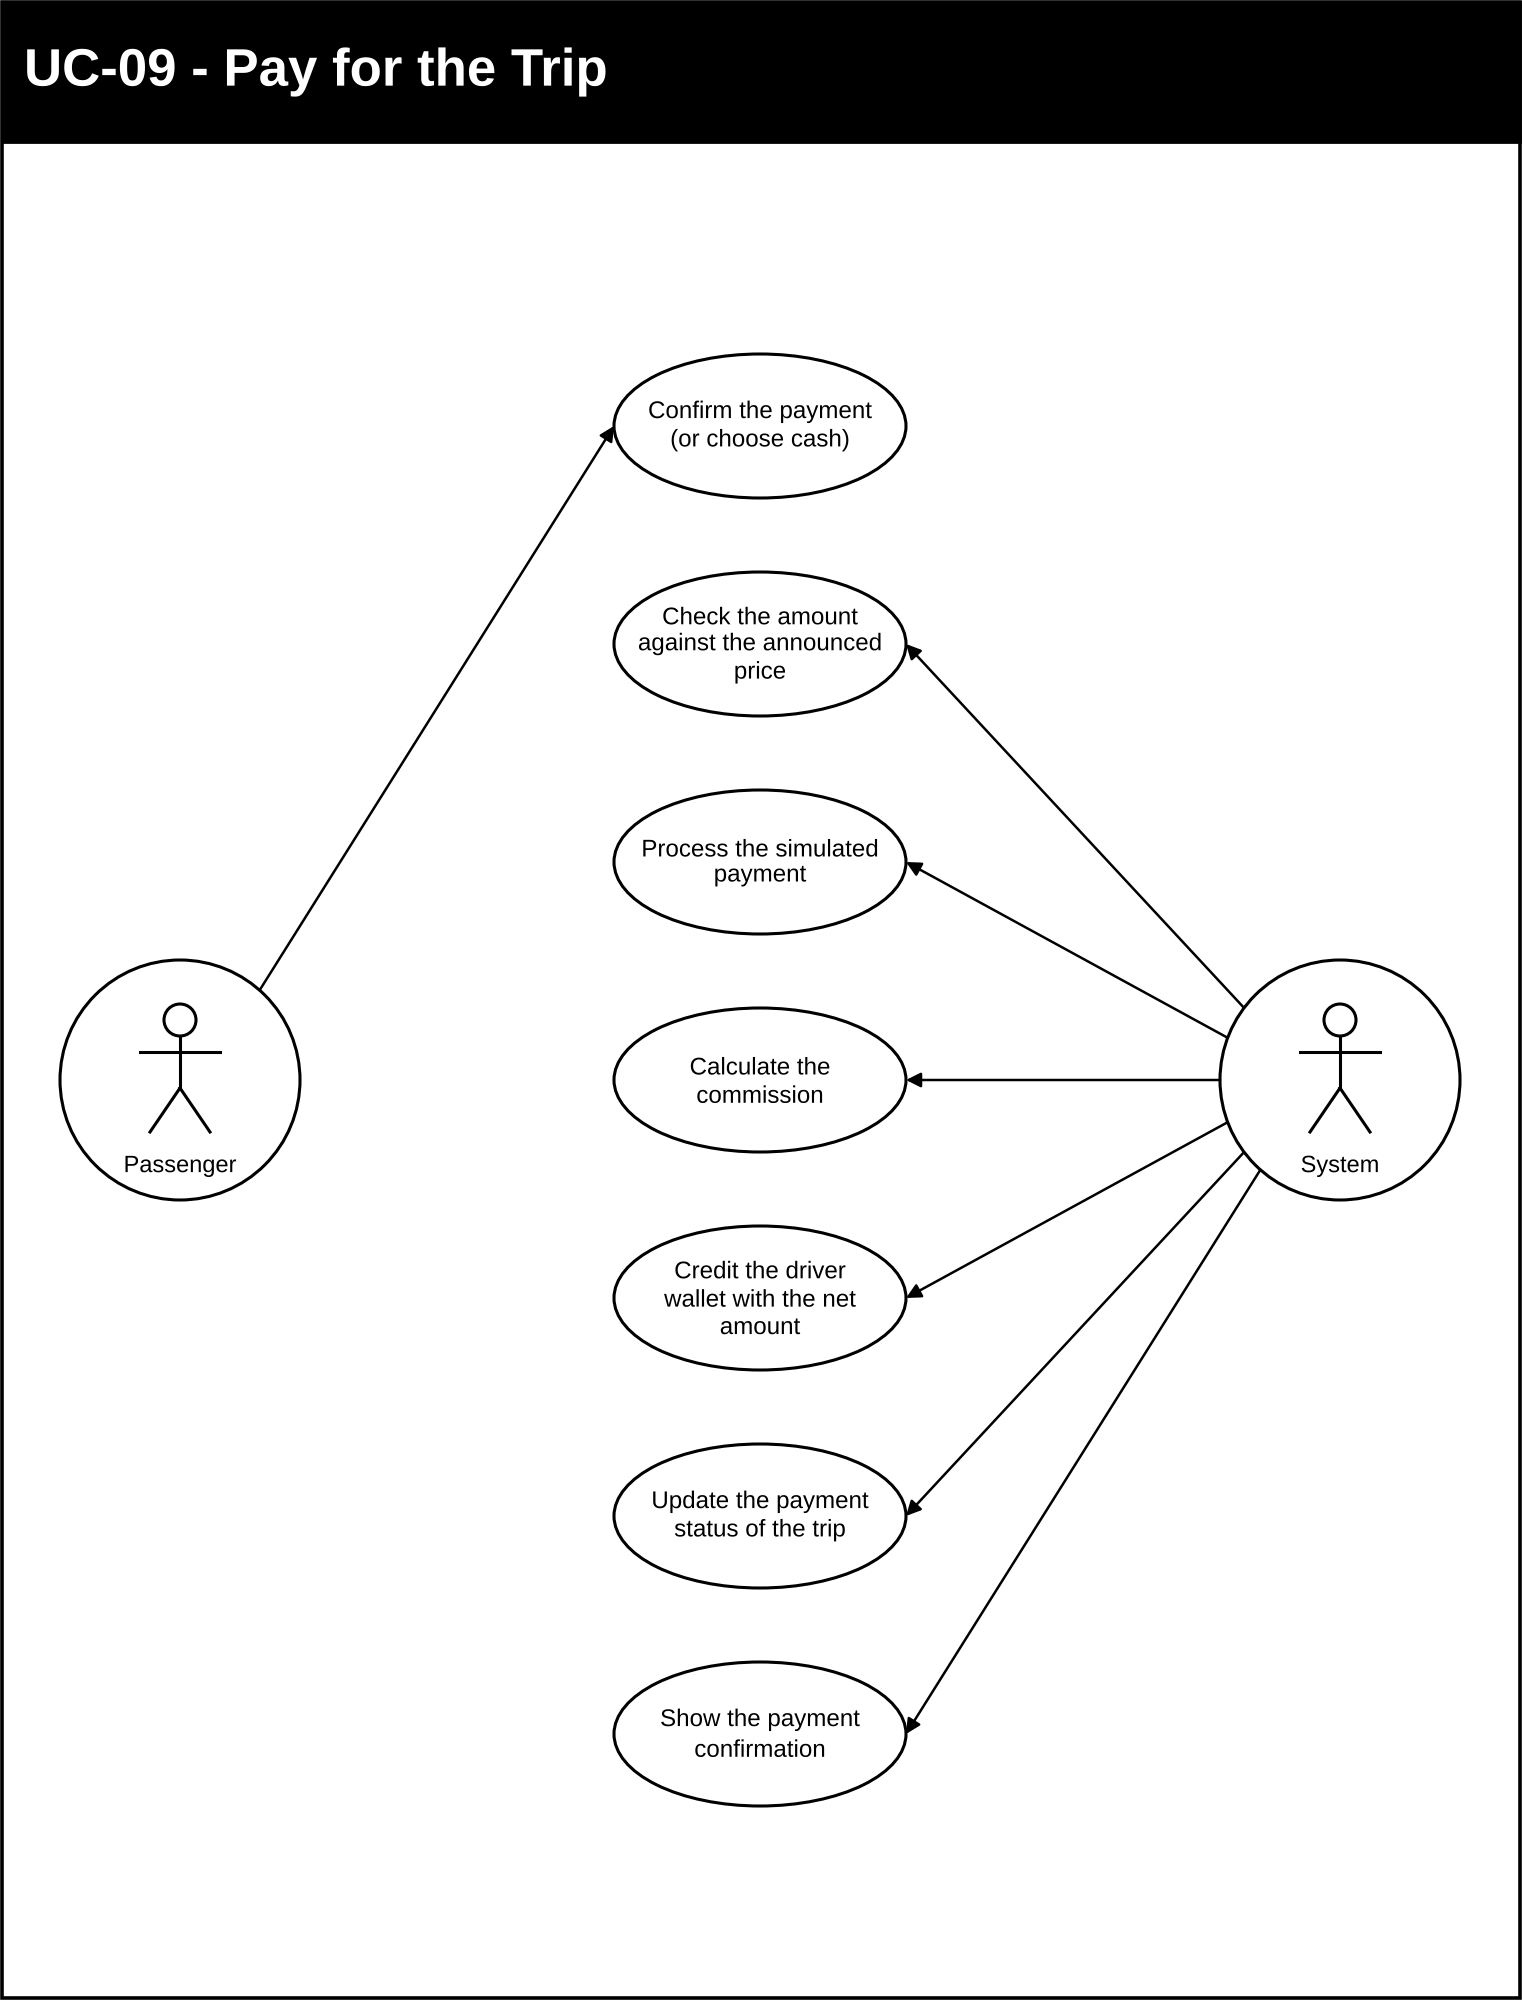 UC-09 - Pay for the Trip
Confirm the payment
(or choose cash)
Check the amount
against the announced
price
Process the simulated
payment
Calculate the
commission
Passenger
System
Credit the driver
wallet with the net
amount
Update the payment
status of the trip
Show the payment
confirmation